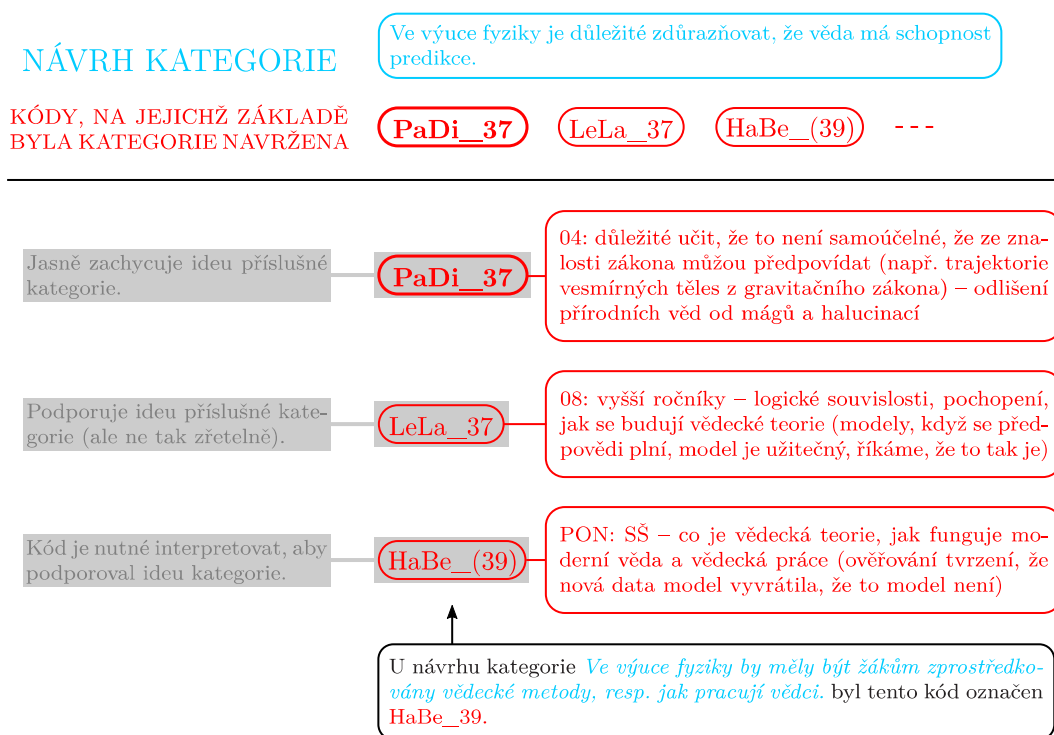 NÁVRH KATEGORIE
Ve výuce fyziky je důležité zdůrazňovat, že věda má schopnost
predikce.
KÓDY, NA JEJICHŽ ZÁKLADĚ
BYLA KATEGORIE NAVRŽENA
PaDi_37
LeLa_37
HaBe_(39)
---
Jasně zachycuje ideu příslušné
kategorie.
PaDi_37
04: důležité učit, že to není samoúčelné, že ze zna-
losti zákona můžou předpovídat (např. trajektorie
vesmírných těles z gravitačního zákona) – odlišení
přírodních věd od mágů a halucinací
Podporuje ideu příslušné kate-
gorie (ale ne tak zřetelně).
LeLa_37
08: vyšší ročníky – logické souvislosti, pochopení,
jak se budují vědecké teorie (modely, když se před-
povědi plní, model je užitečný, říkáme, že to tak je)
Kód je nutné interpretovat, aby
podporoval ideu kategorie.
HaBe_(39)
PON: SŠ – co je vědecká teorie, jak funguje mo-
derní věda a vědecká práce (ověřování tvrzení, že
nová data model vyvrátila, že to model není)
U návrhu kategorie Ve výuce fyziky by měly být žákům zprostředko-
vány vědecké metody, resp. jak pracují vědci. byl tento kód označen
HaBe_39.